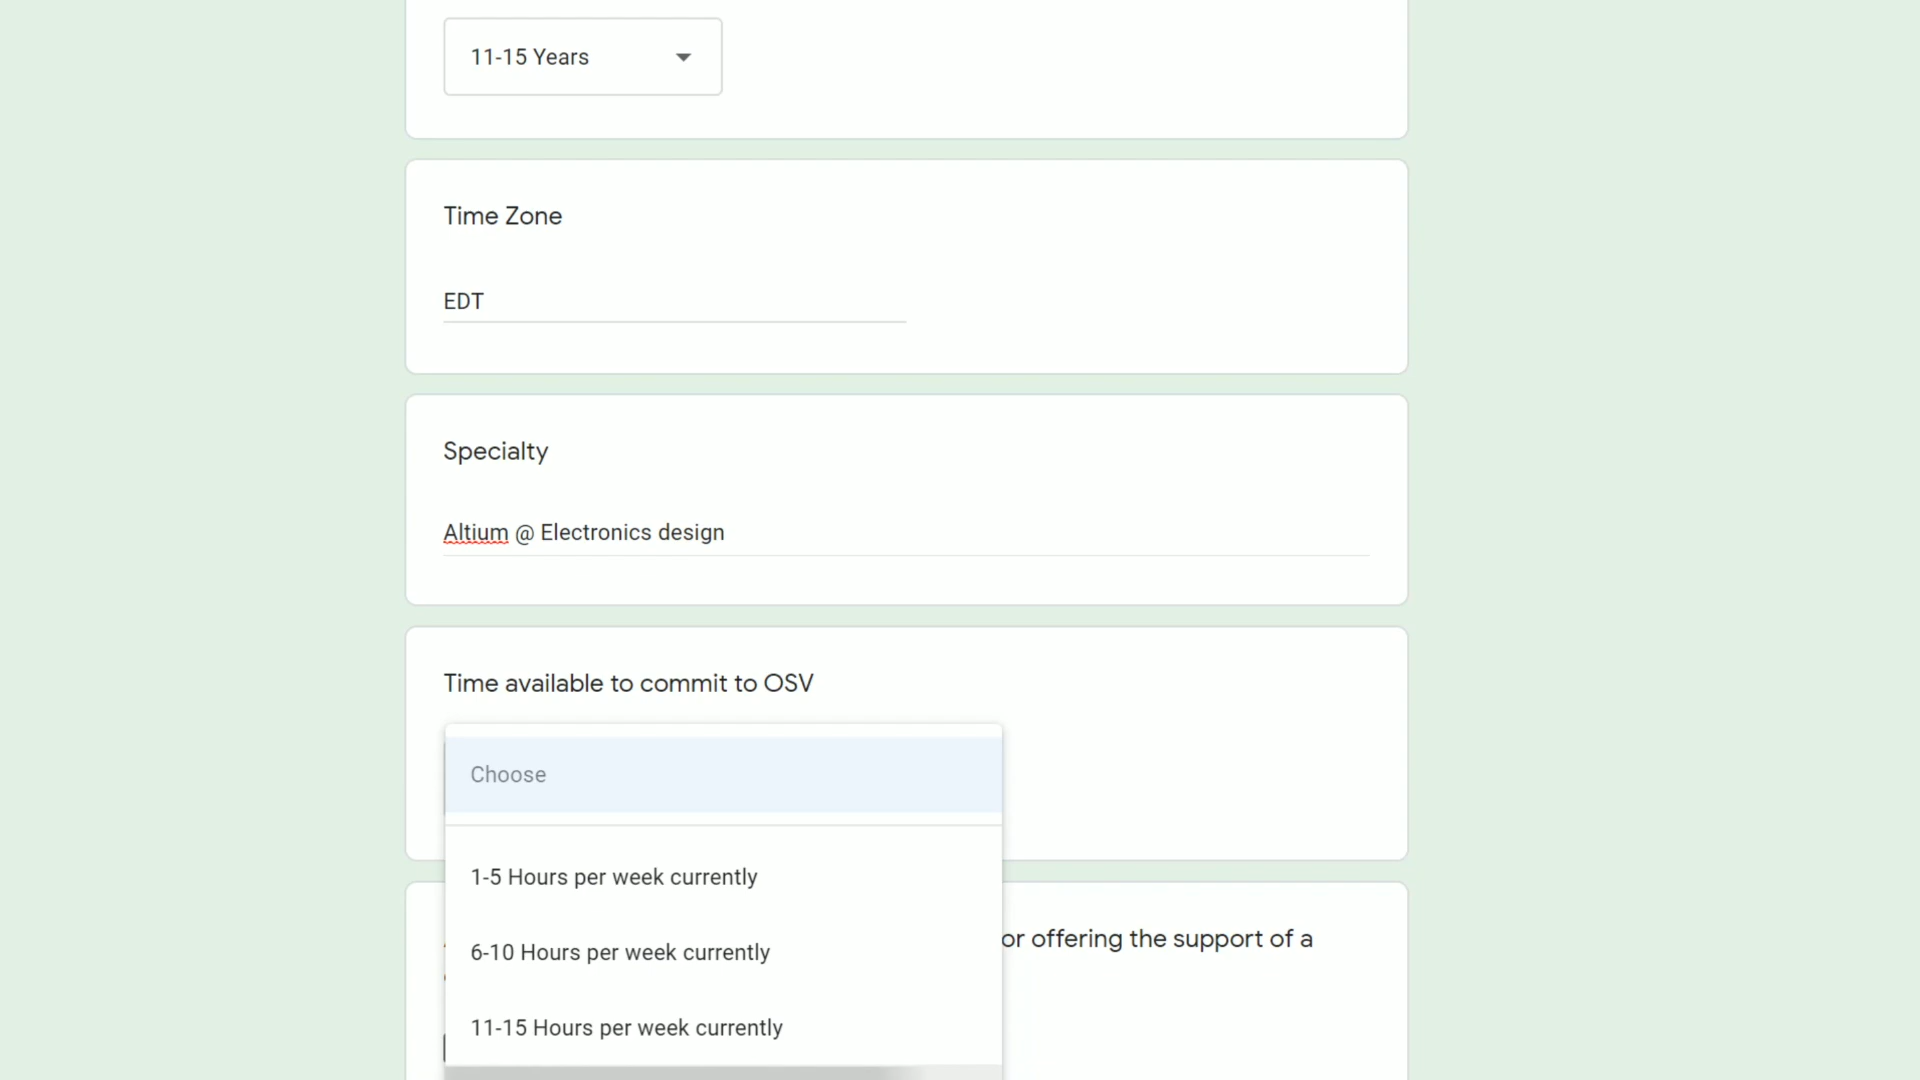 11-15 Years
Time Zone
EDT
Specialty
Altium @ Electronics design
Time available to commit to OSV
Choose
1-5 Hours per week currently
or offering the support of a
6-10 Hours per week currently
11-15 Hours per week currently